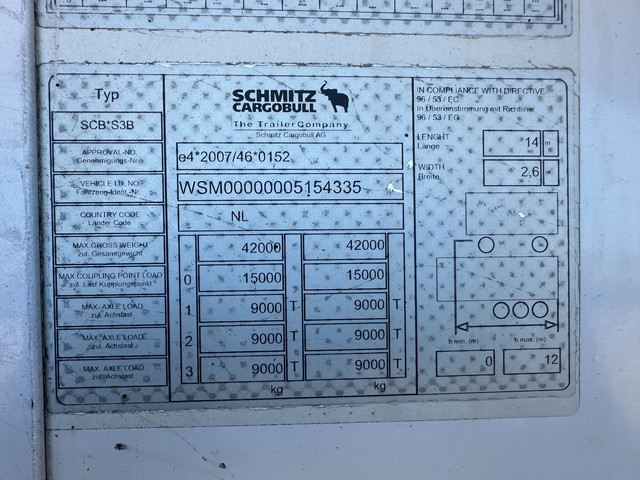 Typ
SCB*S3B
SCHMITZ
CARGOBULL
The Trailer Company.
Schmitz Cargobull AG
IN COMPLIANCE WITH DIRECTIVE
96 / 53 / EC
in Übereinstimmung mit Richtlinie
96 / 53 / EG
APPROVAL-NO.
Genehmigungs-Nr.
e4*2007/46*0152
LENGHT
Länge
14 m
VEHICLE I.D. NO.
Fahrzeug-Ident.-Nr.
WSM00000005154335
WIDTH
Breite
2,6 m
COUNTRY CODE
Länder Code
NL
MAX.GROSS WEIGHT
zul. Gesamtgewicht
42000 42000
MAX COUPLING POINT LOAD
zul. Last Kupplungspunkt
0 15000 15000
MAX. AXLE LOAD
zul. Achslast
1 9000 T 9000 T
MAX. AXLE LOAD
zul. Achslast
2 9000 T 9000 T
MAX. AXLE LOAD
zul. Achslast
3 9000 T 9000 T
kg kg
b min. (m) b max. (m)
0 12